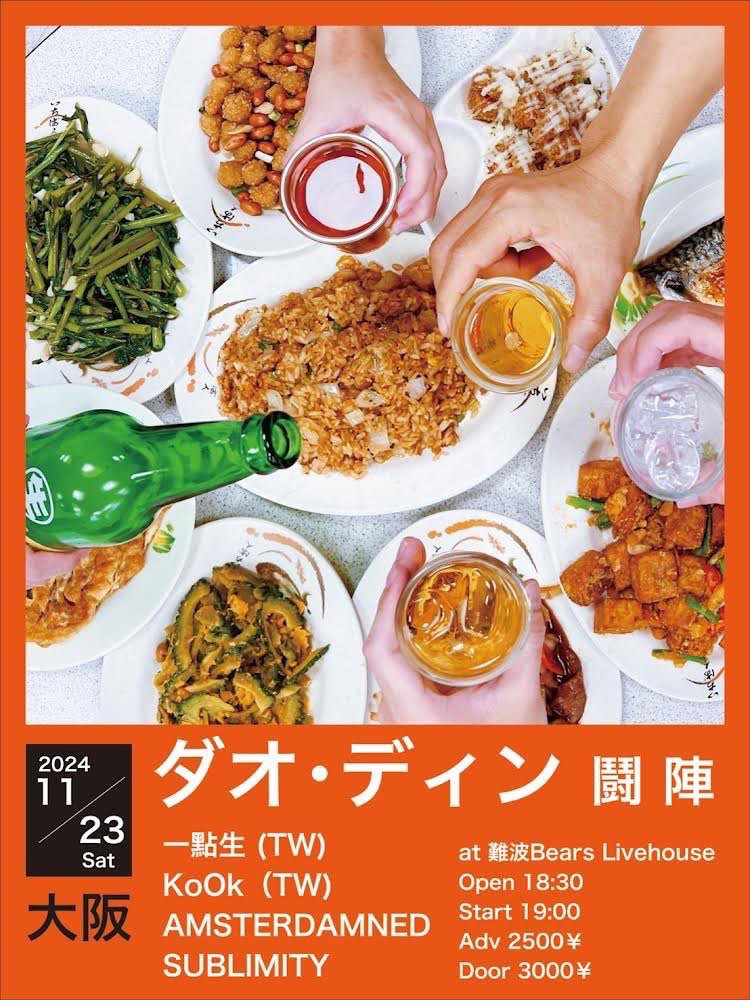 生
2024
11
23
Sat
大阪
ダオ・ディン 闘 陣
一點生 (TW)
KoOk (TW)
AMSTERDAMNED
SUBLIMITY
at 難波Bears Livehouse
Open 18:30
Start 19:00
Adv 2500¥
Door 3000¥